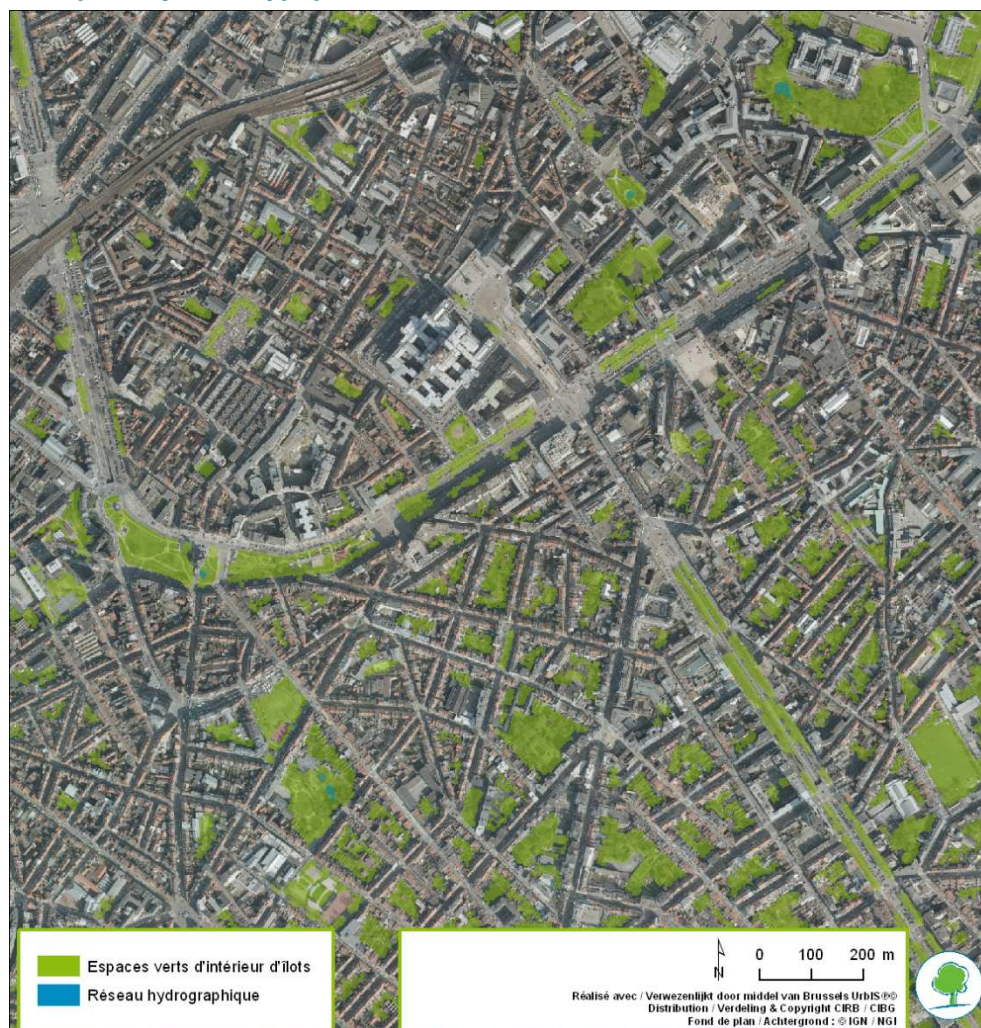 Espaces verts d'intérieur d'îlots
Réseau hydrographique
0 100 200 m
N
Réalisé avec / Verwezenlijkt door middel van Brussels UrbIS®©
Distribution / Verdeling & Copyright CIRB / CIBG
Fond de plan / Achtergrond : © IGN / NGI